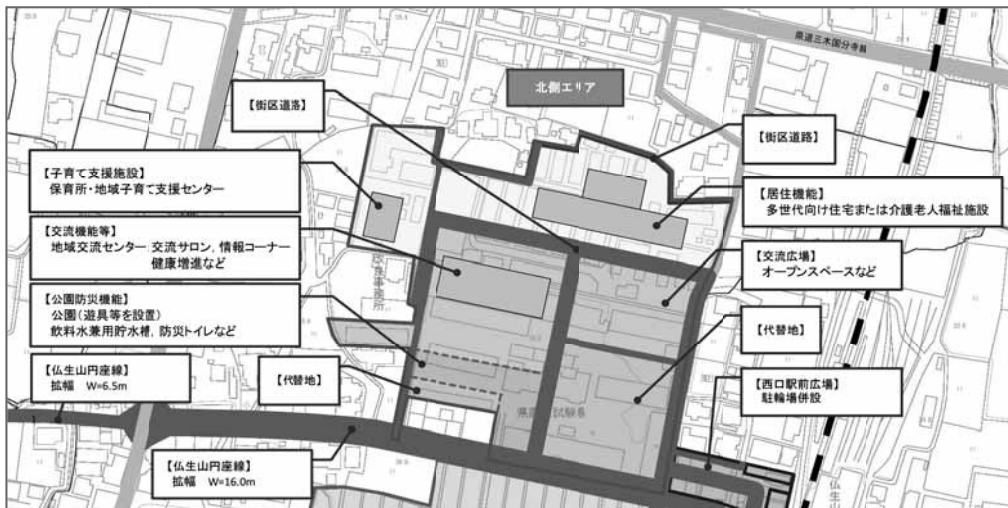 県道三木国分寺線
北側エリア
【街区道路】
【街区道路】
【子育て支援施設】
保育所・地域子育て支援センター
【居住機能】
多世代向け住宅または介護老人福祉施設
【交流機能等】
地域交流センター、交流サロン、情報コーナー
健康増進など
【交流広場】
オープンスペースなど
【公園防災機能】
公園(遊具等を設置)
飲料水兼用貯水槽、防災トイレなど
【代替地】
【仏生山円座線】
拡幅 W=6.5m
【代替地】
【西口駅前広場】
駐輪場併設
【仏生山円座線】
拡幅 W=16.0m
仏生山